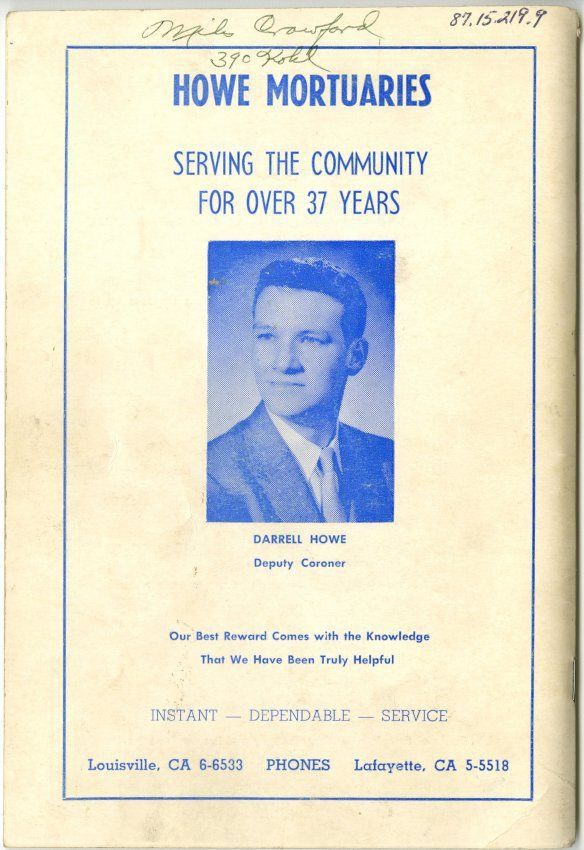 Miles Crawford
87.15.219.9
390 Kohl
HOWE MORTUARIES
SERVING THE COMMUNITY
FOR OVER 37 YEARS
DARRELL HOWE
Deputy Coroner
Our Best Reward Comes with the Knowledge
That We Have Been Truly Helpful
INSTANT — DEPENDABLE — SERVICE
Louisville, CA 6-6533 PHONES Lafayette, CA 5-5518